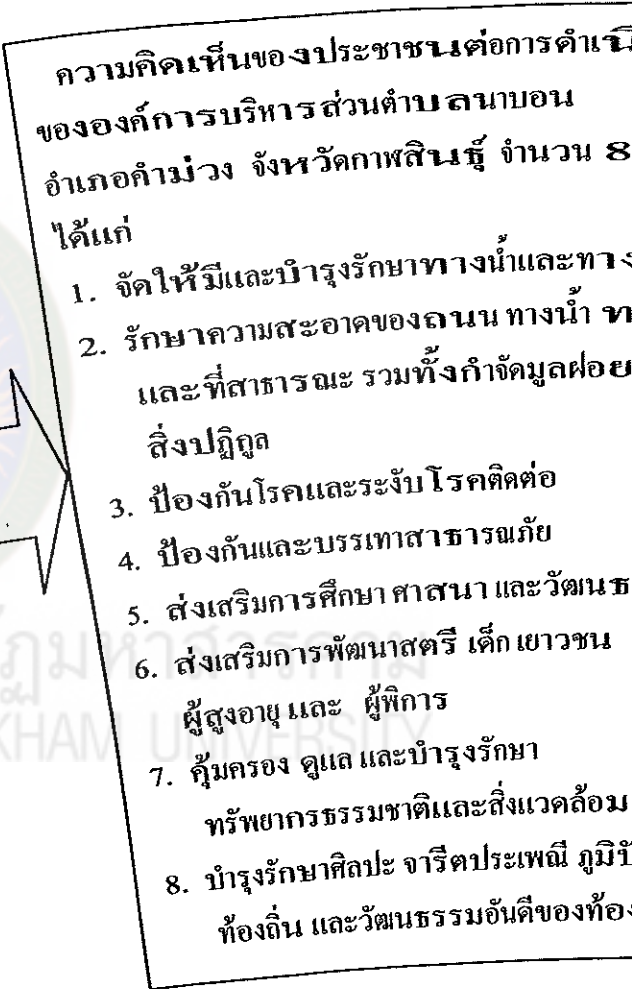 ความคิดเห็นของประชาชนต่อการดำเนิ
ขององค์การบริหารส่วนตำบลนาบอน
อำเภอคำม่วง จังหวัดกาฬสินธุ์ จำนวน 8
ได้แก่
1. จัดให้มีและบำรุงรักษาทางน้ำและทาง
2. รักษาความสะอาดของถนน ทางน้ำ ท
และที่สาธารณะ รวมทั้งกำจัดมูลฝอย
สิ่งปฏิกูล
3. ป้องกันโรคและระงับโรคติดต่อ
4. ป้องกันและบรรเทาสาธารณภัย
5. ส่งเสริมการศึกษา ศาสนา และวัฒนธ
6. ส่งเสริมการพัฒนาสตรี เด็ก เยาวชน
ผู้สูงอายุ และ ผู้พิการ
7. คุ้มครอง ดูแล และบำรุงรักษา
ทรัพยากรธรรมชาติและสิ่งแวดล้อม
8. บำรุงรักษาศิลปะ จารีตประเพณี ภูมิปั
ท้องถิ่น และวัฒนธรรมอันดีของท้อง
ฏมหาสารคาม
KHAM UNIVERSITY